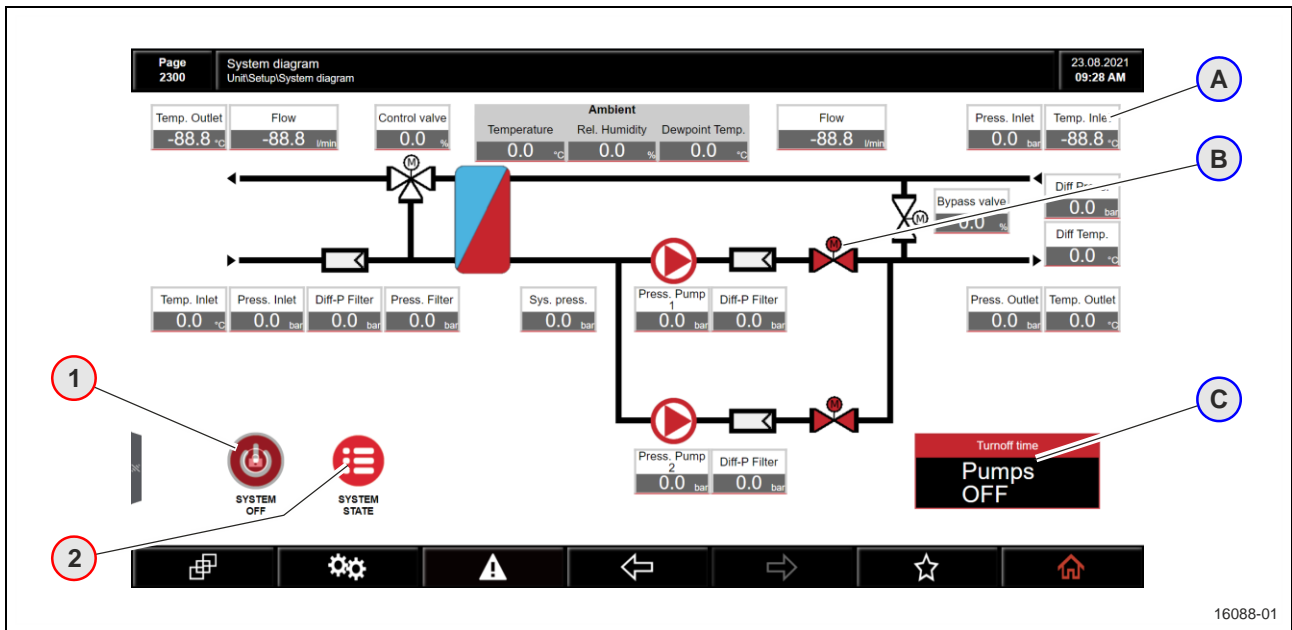 Page
2300
System diagram
Unit\Setup\System diagram
23.08.2021
09:28 AM
A
Temp. Outlet
-88.8 °C
Flow
-88.8 l/min
Control valve
0.0 %
Ambient
Temperature
0.0 °C
Rel. Humidity
0.0 %
Dewpoint Temp.
0.0 °C
Flow
-88.8 l/min
Press. Inlet
0.0 bar
Temp. Inlet
-88.8 °C
B
M
Diff
0.0 bar
Bypass valve
0.0 %
M
Diff Temp.
0.0 °C
M
Temp. Inlet
0.0 °C
Press. Inlet
0.0 bar
Diff-P Filter
0.0 bar
Press. Filter
0.0 bar
Sys. press.
0.0 bar
Press. Pump
1
0.0 bar
Diff-P Filter
0.0 bar
Press. Outlet
0.0 bar
Temp. Outlet
0.0 °C
1
C
M
Turnoff time
Pumps
OFF
Press. Pump
2
0.0 bar
Diff-P Filter
0.0 bar
SYSTEM
OFF
SYSTEM
STATE
2
16088-01